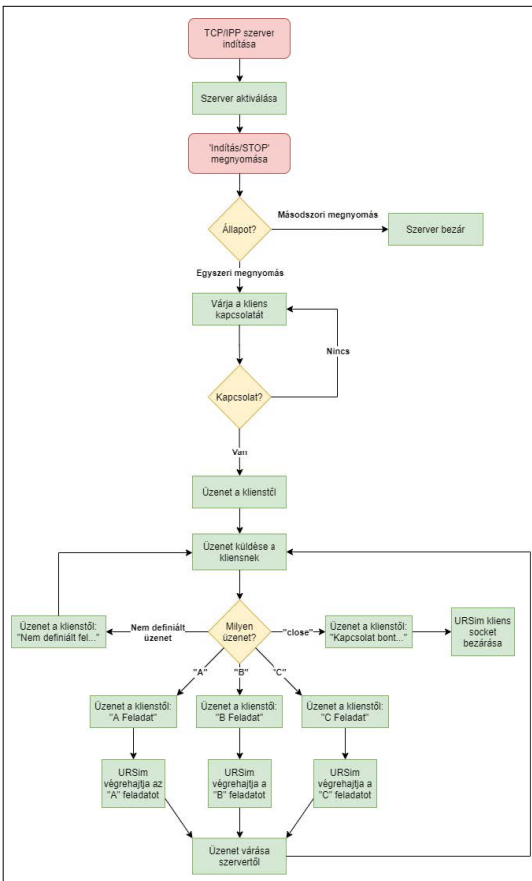 TCP/IPP szerver
indítása
Szerver aktiválása
'Indítás/STOP'
megnyomása
Állapot?
Másodszori megnyomás
Szerver bezár
Egyszeri megnyomás
Várja a kliens
kapcsolatát
Nincs
Kapcsolat?
Van
Üzenet a klienstől
Üzenet küldése a
kliensnek
Üzenet a klienstől:
"Nem definiált fel..."
Nem definiált
üzenet
Milyen
üzenet?
"close"
Üzenet a klienstől:
"Kapcsolat bont..."
URSim kliens
socket
bezárása
"A"
"B"
"C"
Üzenet a klienstől:
"A Feladat"
Üzenet a klienstől:
"B Feladat"
Üzenet a klienstől:
"C Feladat"
URSim
végrehajtja az
"A" feladatot
URSim
végrehajtja a
"B" feladatot
URSim
végrehajtja a
"C" feladatot
Üzenet várása
szervertől